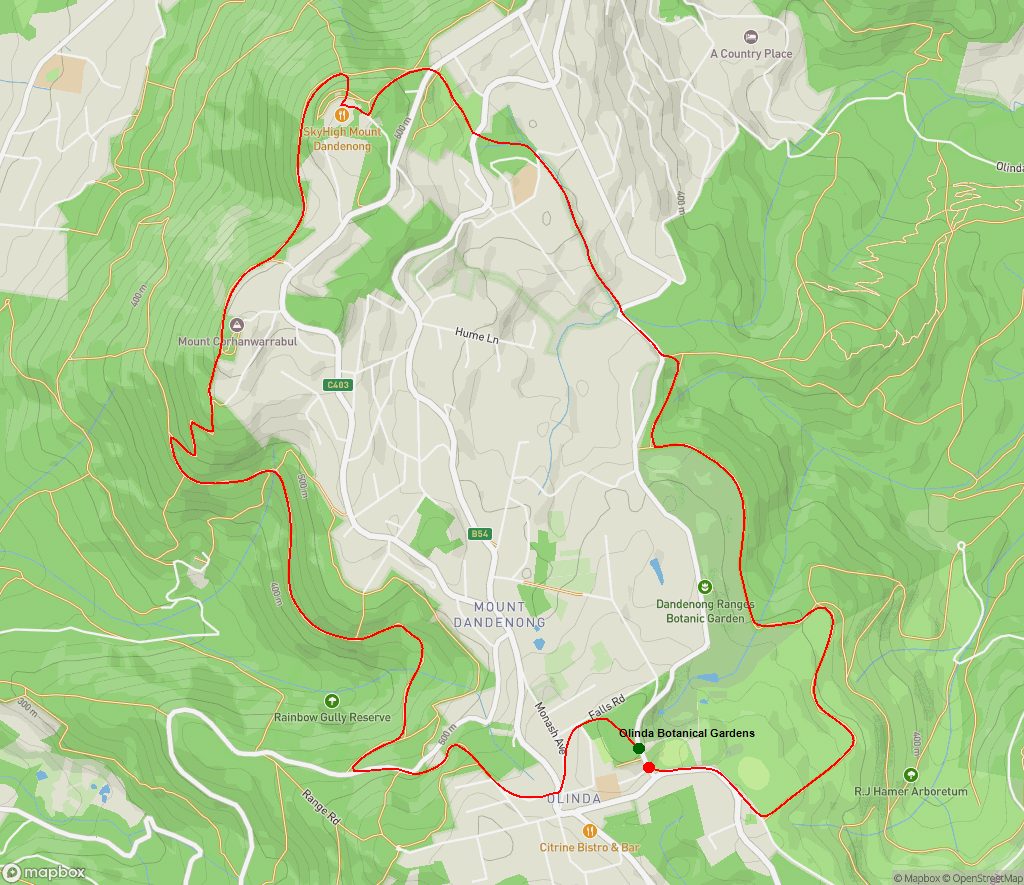 A Country Place
SkyHigh Mount
Dandenong
600 m
Olinda
400 m
400 m
Mount Corhanwarrabul
Hume Ln
C403
500 m
B54
400 m
Dandenong Ranges
Botanic Garden
MOUNT
DANDENONG
Rainbow Gully Reserve
300 m
600 m
Monash Ave
Falls Rd
Olinda Botanical Gardens
400 m
R.J Hamer Arboretum
Range Rd
OLINDA
Citrine Bistro & Bar
mapbox
© Mapbox © OpenStreetMap